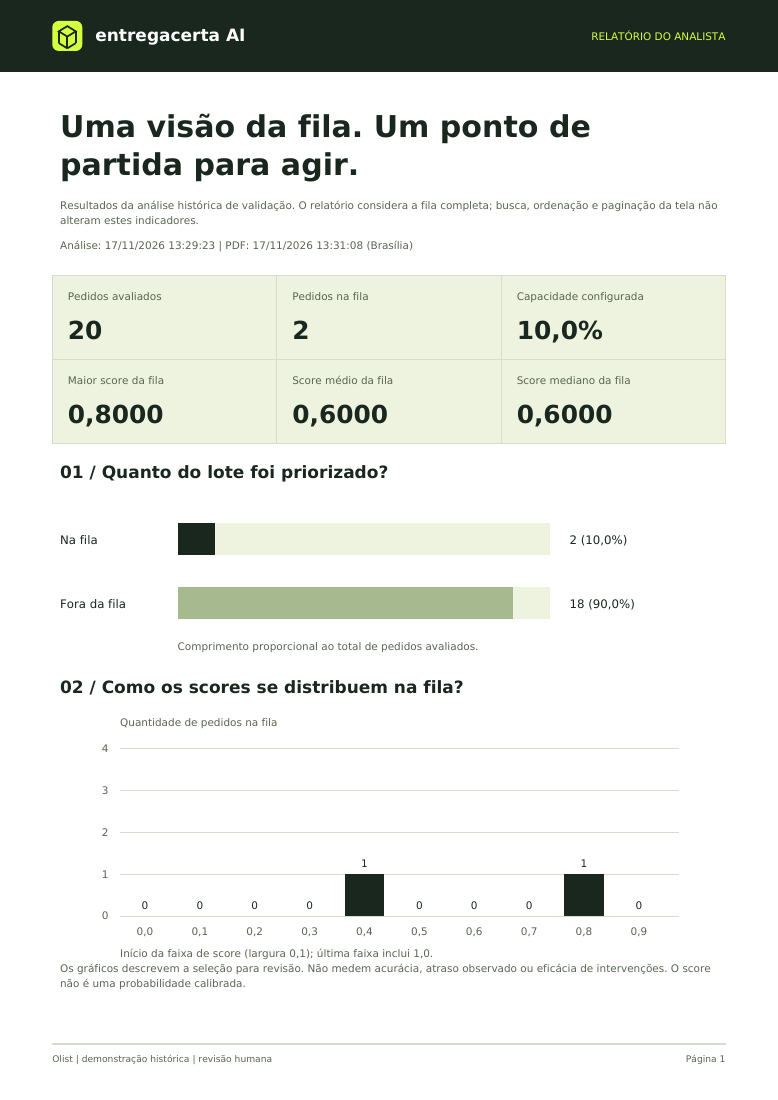 entregacerta AI
RELATÓRIO DO ANALISTA
Uma visão da fila. Um ponto de
partida para agir.
Resultados da análise histórica de validação. O relatório considera a fila completa; busca, ordenação e paginação da tela não
alteram estes indicadores.
Análise: 17/11/2026 13:29:23 | PDF: 17/11/2026 13:31:08 (Brasília)
Pedidos avaliados
20
Pedidos na fila
2
Capacidade configurada
10,0%
Maior score da fila
0,8000
Score médio da fila
0,6000
Score mediano da fila
0,6000
01 / Quanto do lote foi priorizado?
Na fila
2 (10,0%)
Fora da fila
18 (90,0%)
Comprimento proporcional ao total de pedidos avaliados.
02 / Como os scores se distribuem na fila?
Quantidade de pedidos na fila
4
3
2
1
0
0 0 0 0 1 0 0 0 1 0
0,0 0,1 0,2 0,3 0,4 0,5 0,6 0,7 0,8 0,9
Início da faixa de score (largura 0,1); última faixa inclui 1,0.
Os gráficos descrevem a seleção para revisão. Não medem acurácia, atraso observado ou eficácia de intervenções. O score
não é uma probabilidade calibrada.
Olist | demonstração histórica | revisão humana
Página 1